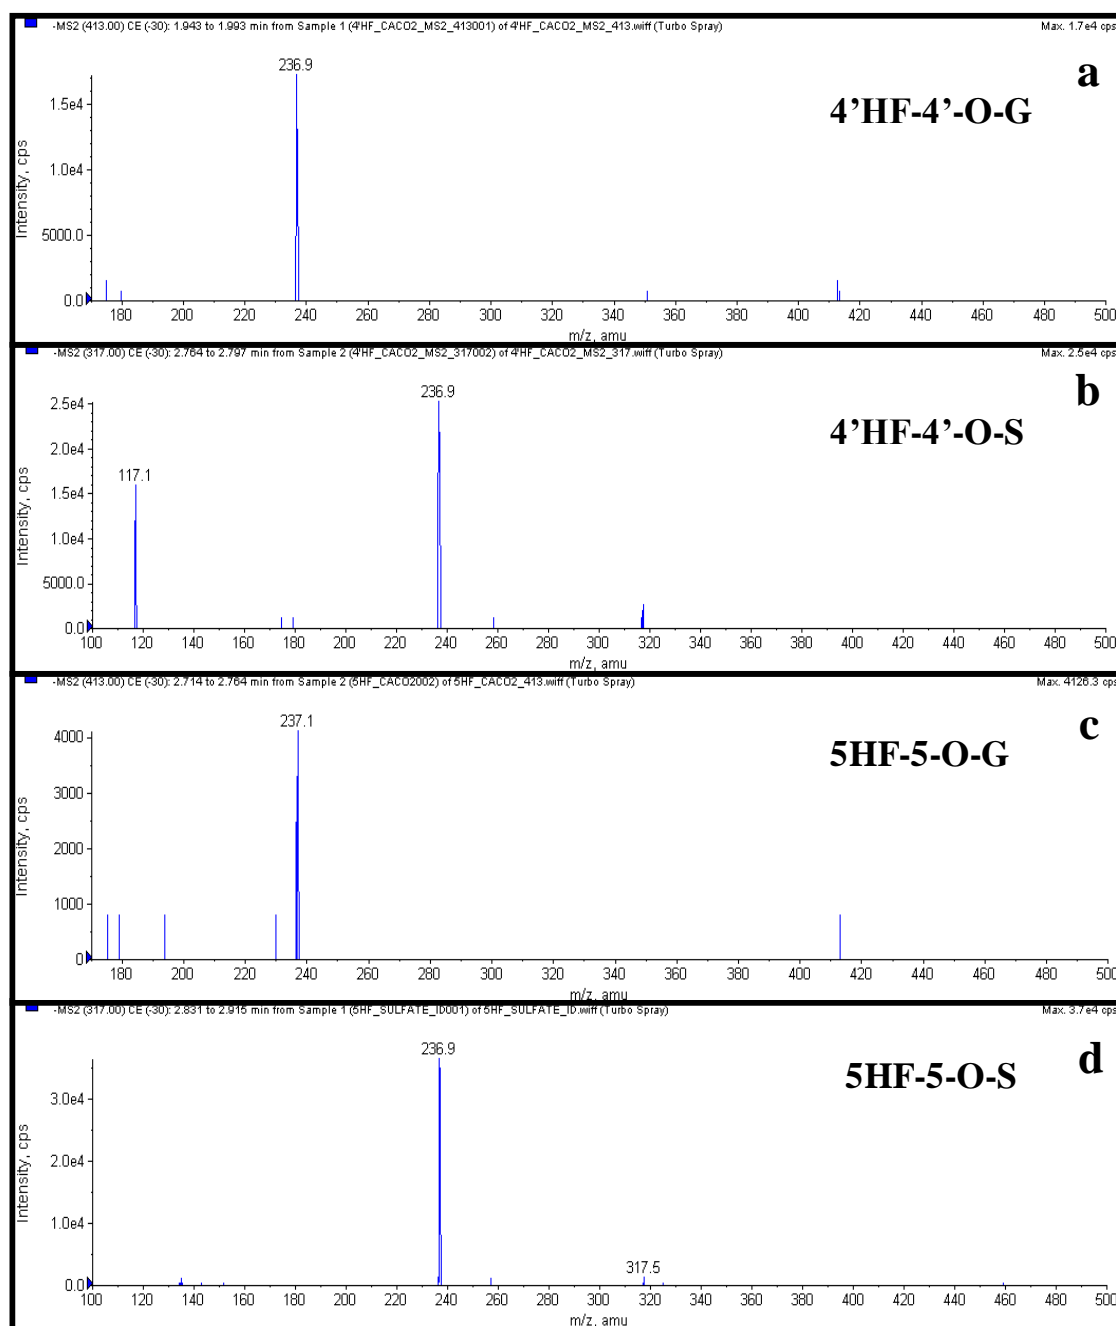 -MS2 (413.00) CE (-30): 1.943 to 1.993 min from Sample 1 (4'HF_CACO2_MS2_413001) of 4'HF_CACO2_MS2_413.wiff (Turbo Spray) Max. 1.7e4 cps
a
236.9
4’HF-4’-O-G
1.5e4
1.0e4
5000.0
0.0
Intensity, cps
180 200 220 240 260 280 300 320 340 360 380 400 420 440 460 480 500
m/z, amu
-MS2 (317.00) CE (-30): 2.764 to 2.797 min from Sample 2 (4'HF_CACO2_MS2_317002) of 4'HF_CACO2_MS2_317.wiff (Turbo Spray) Max. 2.5e4 cps
b
236.9
4’HF-4’-O-S
117.1
2.5e4
2.0e4
1.5e4
1.0e4
5000.0
0.0
Intensity, cps
100 120 140 160 180 200 220 240 260 280 300 320 340 360 380 400 420 440 460 480 500
m/z, amu
-MS2 (413.00) CE (-30): 2.714 to 2.764 min from Sample 2 (5HF_CACO2002) of 5HF_CACO2_413.wiff (Turbo Spray) Max. 4126.3 cps
c
237.1
5HF-5-O-G
4000
3000
2000
1000
0
Intensity, cps
180 200 220 240 260 280 300 320 340 360 380 400 420 440 460 480 500
m/z, amu
-MS2 (317.00) CE (-30): 2.831 to 2.915 min from Sample 1 (5HF_SULFATE_ID001) of 5HF_SULFATE_ID.wiff (Turbo Spray) Max. 3.7e4 cps
d
236.9
5HF-5-O-S
3.0e4
2.0e4
1.0e4
0.0
317.5
Intensity, cps
100 120 140 160 180 200 220 240 260 280 300 320 340 360 380 400 420 440 460 480 500
m/z, amu